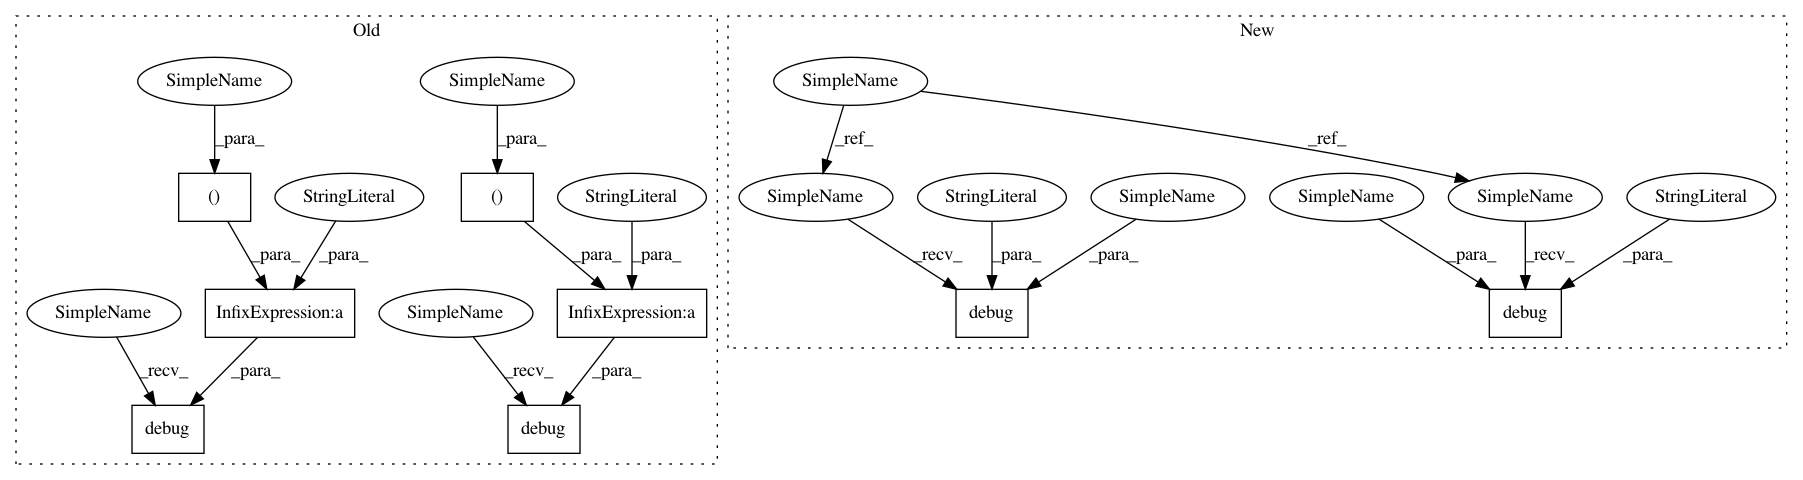 Old
New
SimpleName
SimpleName
SimpleName
_para_
_para_
_ref_
_ref_
()
StringLiteral
()
StringLiteral
SimpleName
StringLiteral
SimpleName
SimpleName
SimpleName
StringLiteral
_para_
_para_
_para_
_para_
_recv_
_para_
_para_
_para_
_recv_
_para_
SimpleName
InfixExpression:a
SimpleName
InfixExpression:a
debug
debug
_recv_
_para_
_recv_
_para_
debug
debug